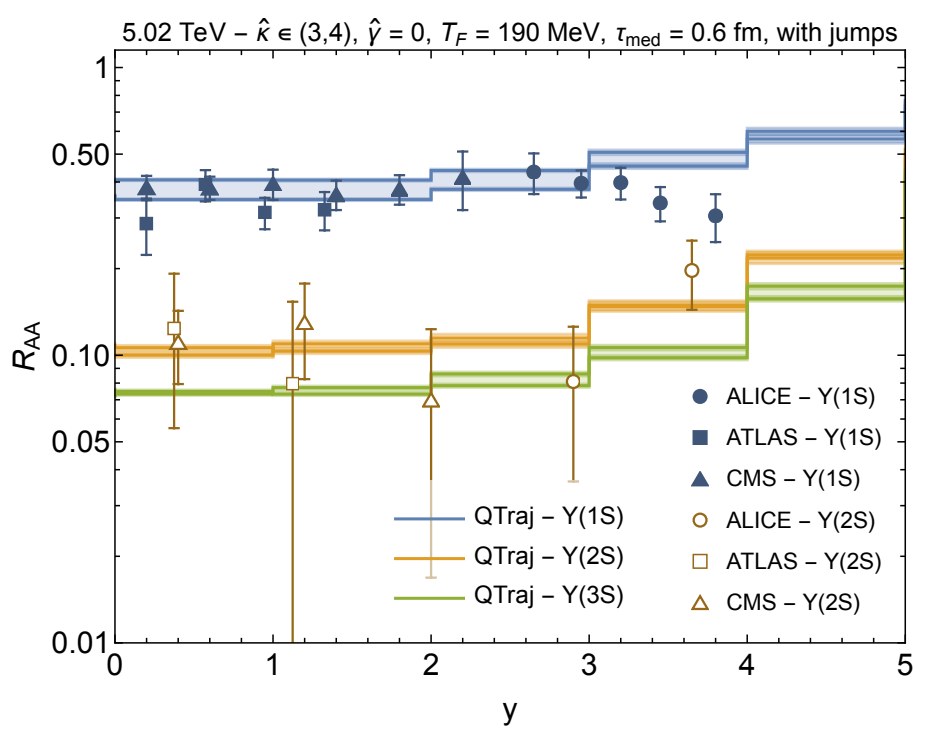 5.02 TeV – κ̂ ∈ (3,4), γ̂ = 0, T_F = 190 MeV, τ_med = 0.6 fm, with jumps
1
0.50
0.10
0.05
0.01
R_AA
ALICE – Υ(1S)
ATLAS – Υ(1S)
CMS – Υ(1S)
ALICE – Υ(2S)
ATLAS – Υ(2S)
CMS – Υ(2S)
QTraj – Υ(1S)
QTraj – Υ(2S)
QTraj – Υ(3S)
0 1 2 3 4 5
y